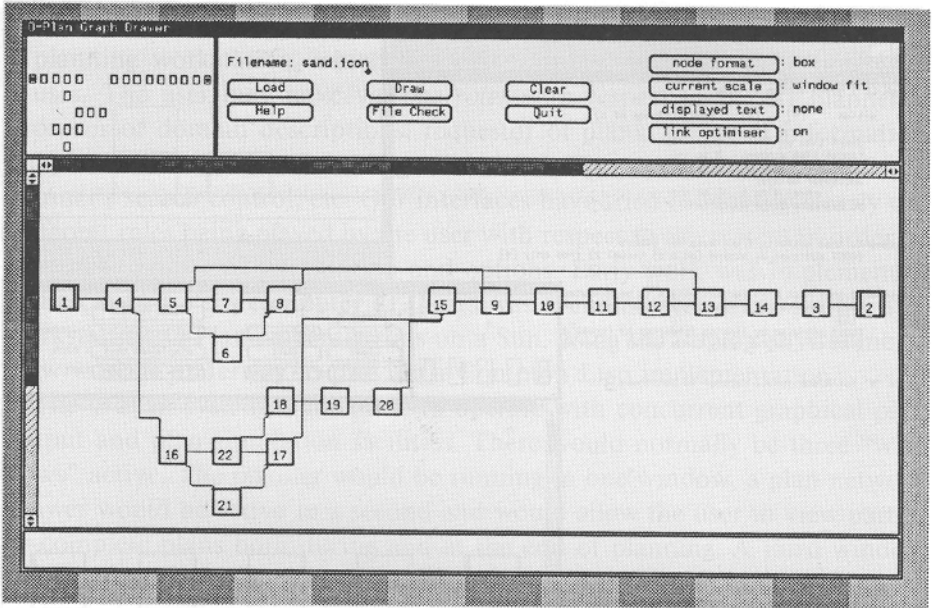 O-Plan Graph Drawer
Filename: sand.icon
Load Draw Clear
Help File Check Quit
node format : box
current scale : window fit
displayed text : none
link optimiser : on
1 4 5 7 8 15 9 10 11 12 13 14 3 2
6
18 19 20
16 22 17
21